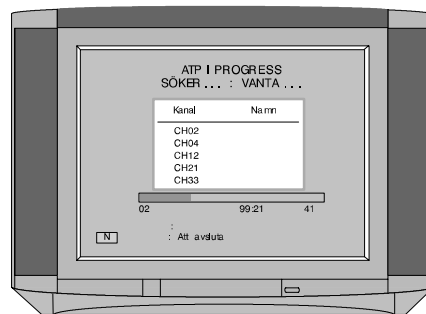 ATP I PROGRESS
SÖKER... : VANTA ...
Kanal Namn
CH02
CH04
CH12
CH21
CH33
02 99:21 41
:
N : Att avsluta